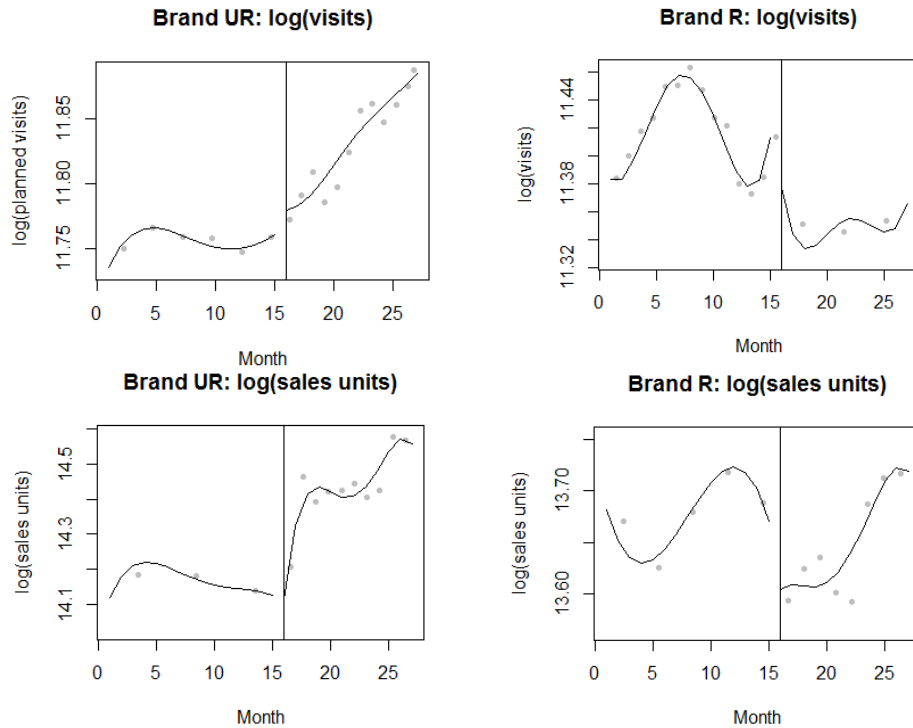 Brand UR: log(visits)
log(planned visits)
11.85
11.80
11.75
0 5 10 15 20 25
Month
Brand R: log(visits)
log(visits)
11.44
11.38
11.32
0 5 10 15 20 25
Month
Brand UR: log(sales units)
log(sales units)
14.5
14.3
14.1
0 5 10 15 20 25
Month
Brand R: log(sales units)
log(sales units)
13.70
13.60
0 5 10 15 20 25
Month